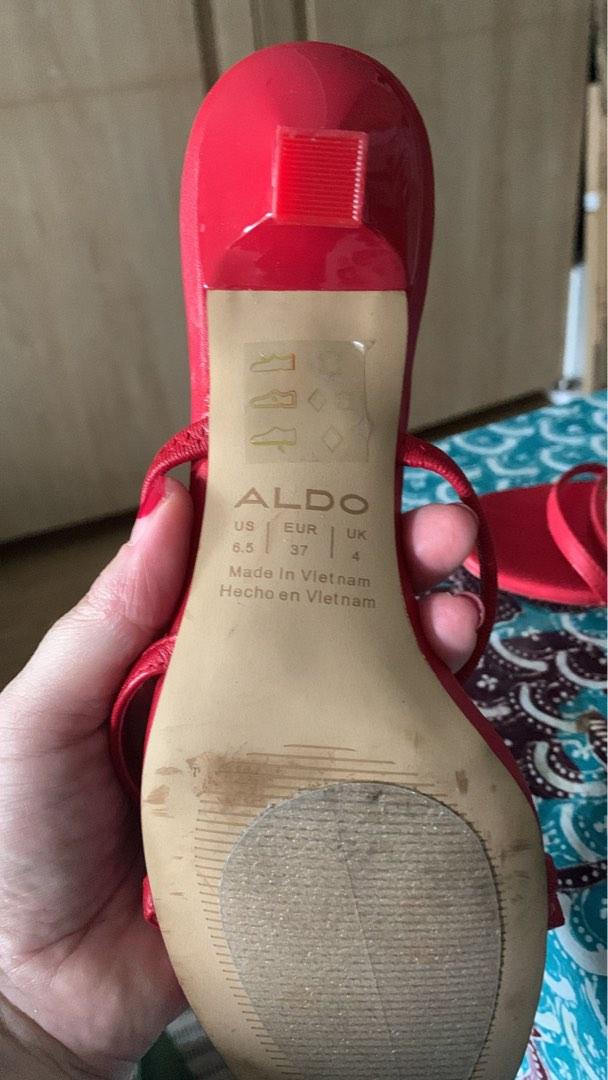 ALDO
US | EUR | UK
6.5 | 37 | 4
Made In Vietnam
Hecho en Vietnam